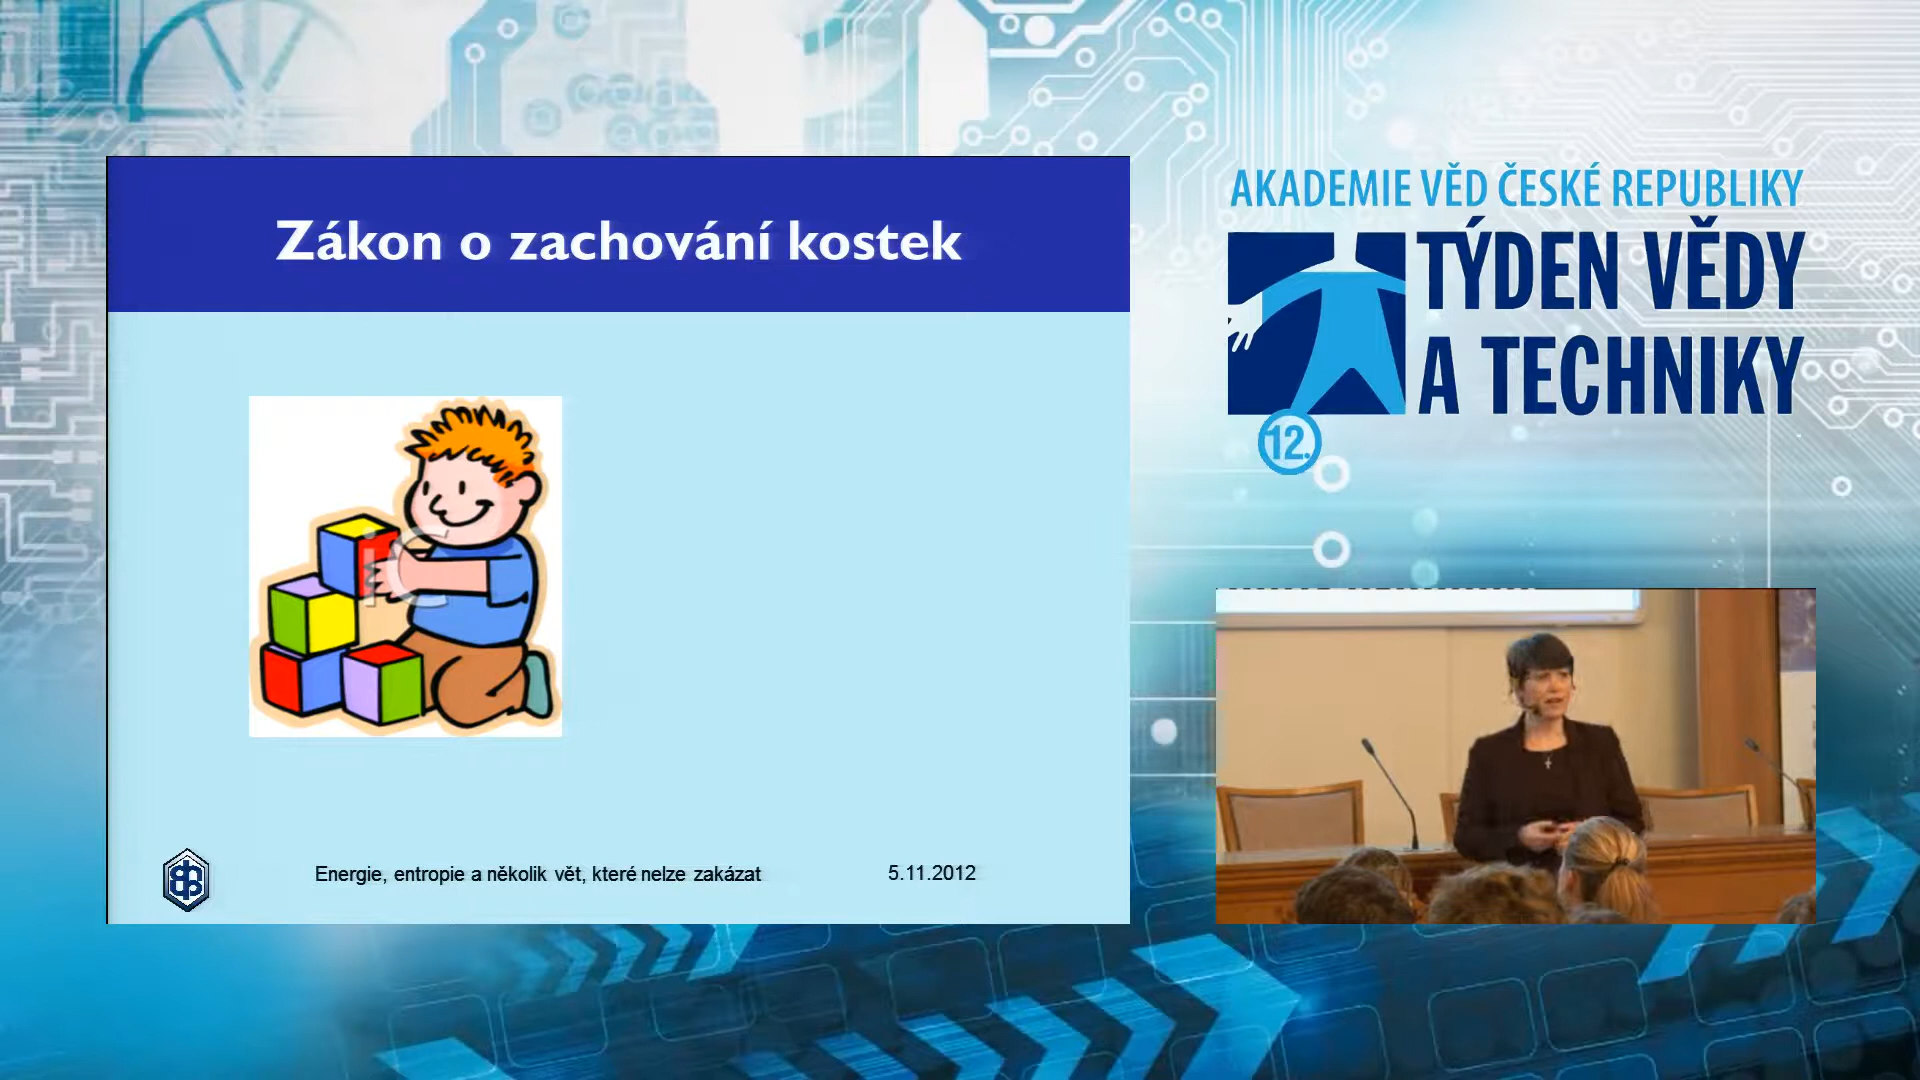 Zákon o zachování kostek
iC
Energie, entropie a několik vět, které nelze zakázat
5.11.2012
AKADEMIE VĚD ČESKÉ REPUBLIKY
TÝDEN VĚDY
A TECHNIKY
12.